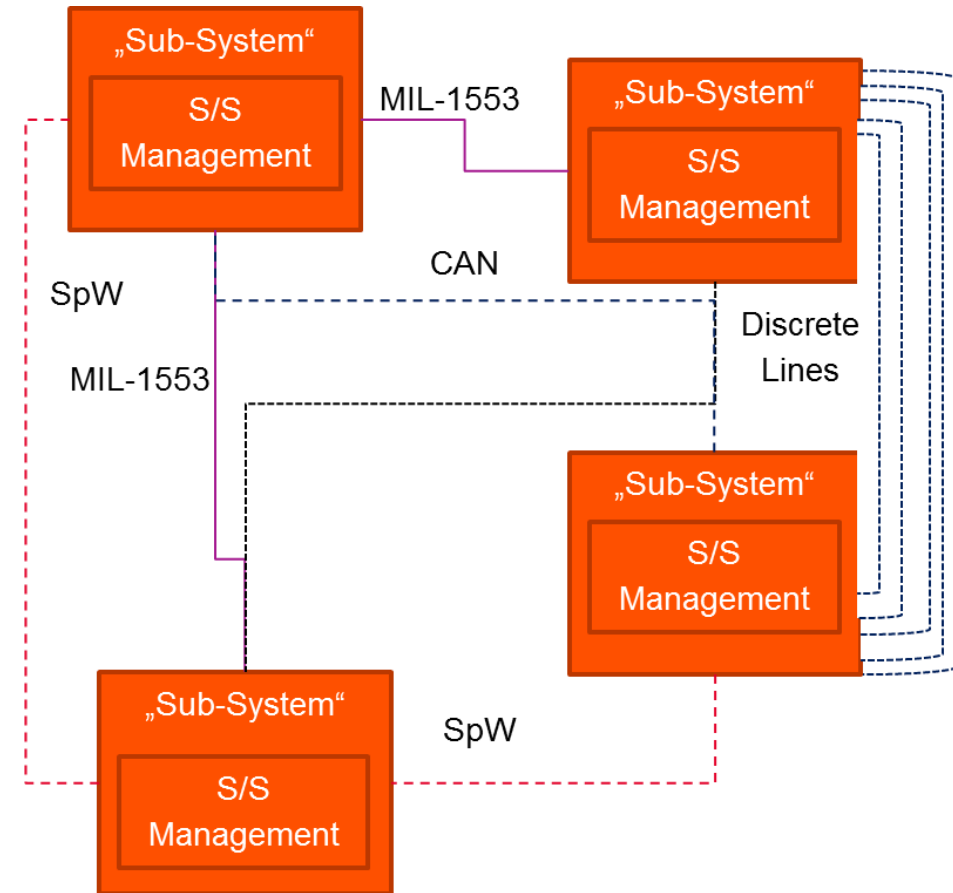 „Sub-System“
S/S
Management
MIL-1553
„Sub-System“
S/S
Management
CAN
SpW
Discrete
Lines
MIL-1553
„Sub-System“
S/S
Management
„Sub-System“
S/S
Management
SpW